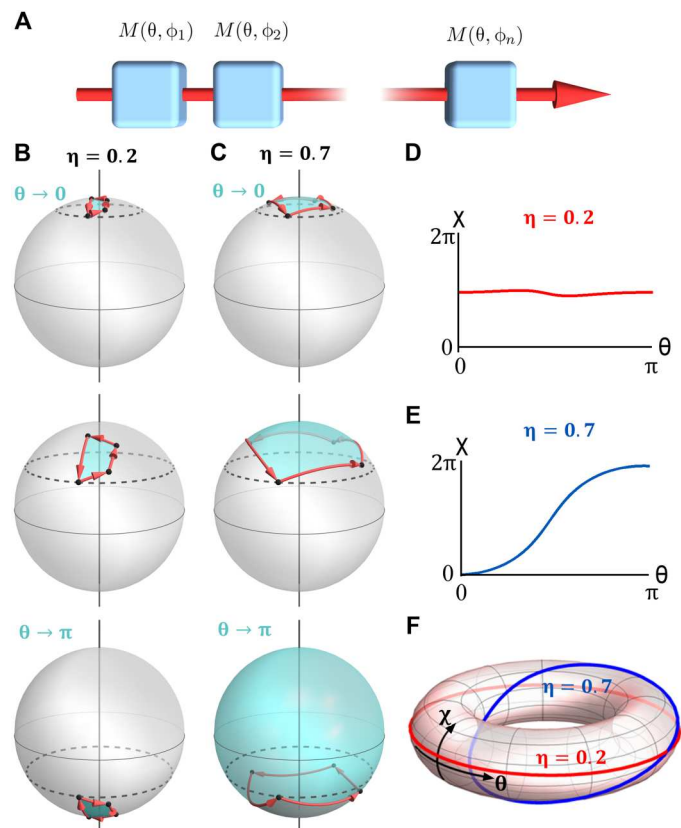 A
M(θ, ϕ₁) M(θ, ϕ₂) M(θ, ϕₙ)
B η = 0.2
θ → 0
θ → π
C η = 0.7
θ → 0
θ → π
D
χ η = 0.2
2π
0
0 π
θ
E
χ η = 0.7
2π
0
0 π
θ
F
η = 0.7
χ
η = 0.2
θ